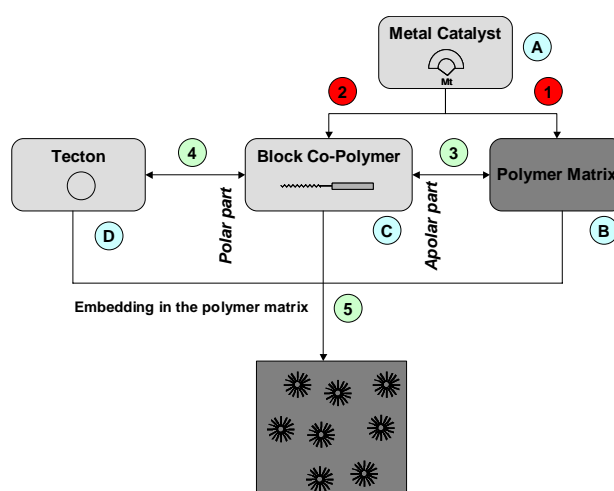 Metal Catalyst
Mt
A
2
1
Tecton
4
Block Co-Polymer
3
Polymer Matrix
D
Polar part
C
Apolar part
B
Embedding in the polymer matrix
5